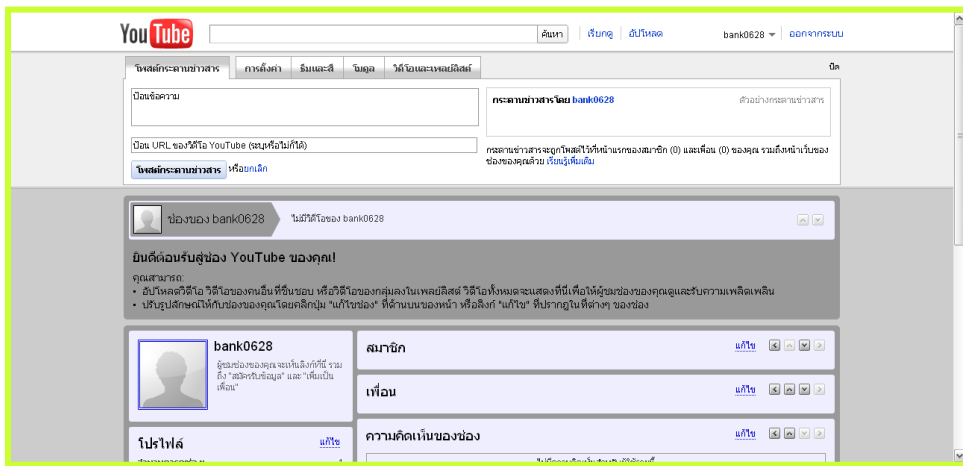 You Tube
ค้นหา
เรียกดู
อัปโหลด
bank0628
ออกจากระบบ
โพสต์กระดานข่าวสาร
การตั้งค่า
ธีมและสี
โมดูล
วิดีโอและเพลย์ลิสต์
ปิด
ป้อนข้อความ
ป้อน URL ของวิดีโอ YouTube (ระบุหรือไม่ก็ได้)
โพสต์กระดานข่าวสาร หรือยกเลิก
กระดานข่าวสารโดย bank0628
ตัวอย่างกระดานข่าวสาร
กระดานข่าวสารจะถูกโพสต์ไว้ที่หน้าแรกของสมาชิก (0) และเพื่อน (0) ของคุณ รวมถึงหน้าเว็บของ
ช่องของคุณด้วย เรียนรู้เพิ่มเติม
ช่องของ bank0628
ไม่มีวิดีโอของ bank0628
ยินดีต้อนรับสู่ช่อง YouTube ของคุณ!
คุณสามารถ:
• อัปโหลดวิดีโอ วิดีโอของคนอื่นที่ชื่นชอบ หรือวิดีโอของกลุ่มลงในเพลย์ลิสต์ วิดีโอทั้งหมดจะแสดงที่นี่เพื่อให้ผู้ชมช่องของคุณดูและรับความเพลิดเพลิน
• ปรับรูปลักษณ์ให้กับช่องของคุณโดยคลิกปุ่ม "แก้ไขช่อง" ที่ด้านบนของหน้า หรือลิงก์ "แก้ไข" ที่ปรากฏในที่ต่างๆ ของช่อง
bank0628
ผู้ชมช่องของคุณจะเห็นลิงก์ที่นี่ รวม
ถึง "สมัครรับข้อมูล" และ "เพิ่มเป็น
เพื่อน"
โปรไฟล์
แก้ไข
สมาชิก
แก้ไข
เพื่อน
แก้ไข
ความคิดเห็นของช่อง
แก้ไข